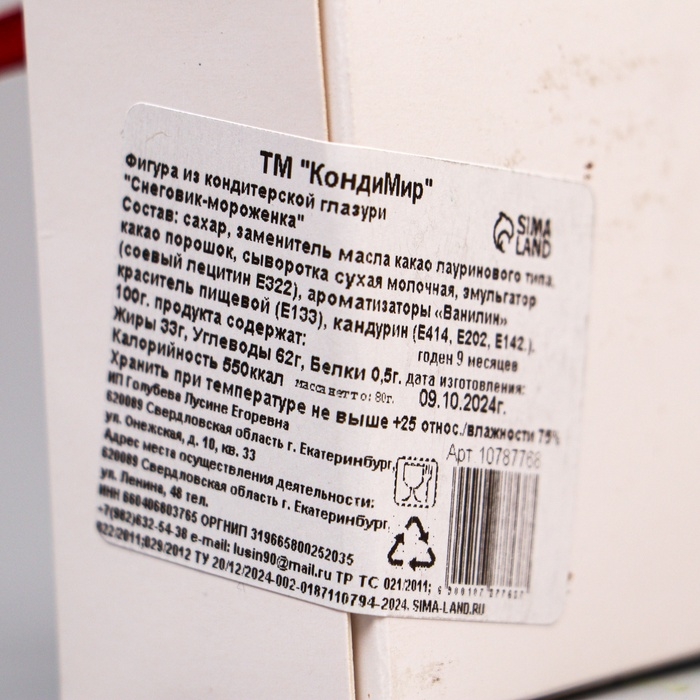 ТМ "КондиМир"
Фигура из кондитерской глазури
"Снеговик-мороженка"
SIMA
LAND
Состав: сахар, заменитель масла какао лауринового типа,
какао порошок, сыворотка сухая молочная, эмульгатор
(соевый лецитин Е322), ароматизаторы «Ванилин»
краситель пищевой (Е133), кандурин (Е414, Е202, Е142.).
100г. продукта содержат:
годен 9 месяцев
Жиры 33г, Углеводы 62г, Белки 0,5г. дата изготовления:
Калорийность 550ккал масса нетто: 80г. 09.10.2024г.
Хранить при температуре не выше +25 относ./влажности 75%
ИП Голубева Лусине Егоревна
620089 Свердловская область г. Екатеринбург,
ул. Онежская, д. 10, кв. 33
Адрес места осуществления деятельности:
620089 Свердловская область г. Екатеринбург,
ул. Ленина, 48 тел.
ИНН 660406803765 ОРГНИП 319665800252035
+7(982)632-54-38 e-mail: lusin90@mail.ru ТР ТС 021/2011;
022/2011;029/2012 ТУ 20/12/2024-002-0187110794-2024. SIMA-LAND.RU
Арт 10787768